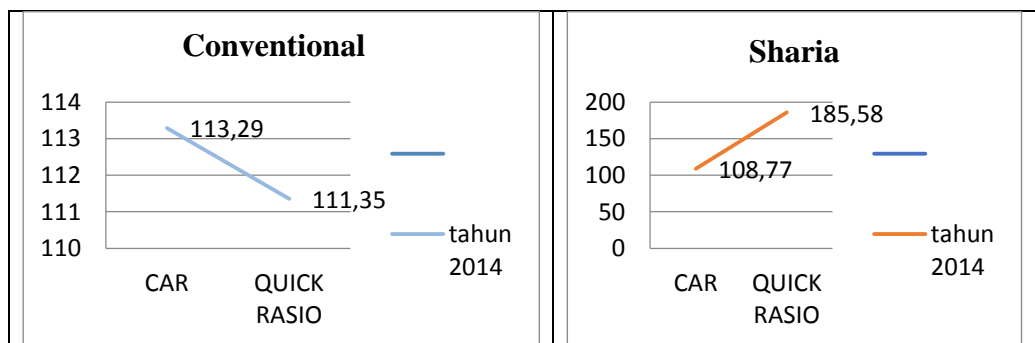 Conventional
114
113
112
111
110
113,29
111,35
CAR
QUICK
RASIO
tahun
2014
Sharia
200
150
100
50
0
185,58
108,77
CAR
QUICK
RASIO
tahun
2014